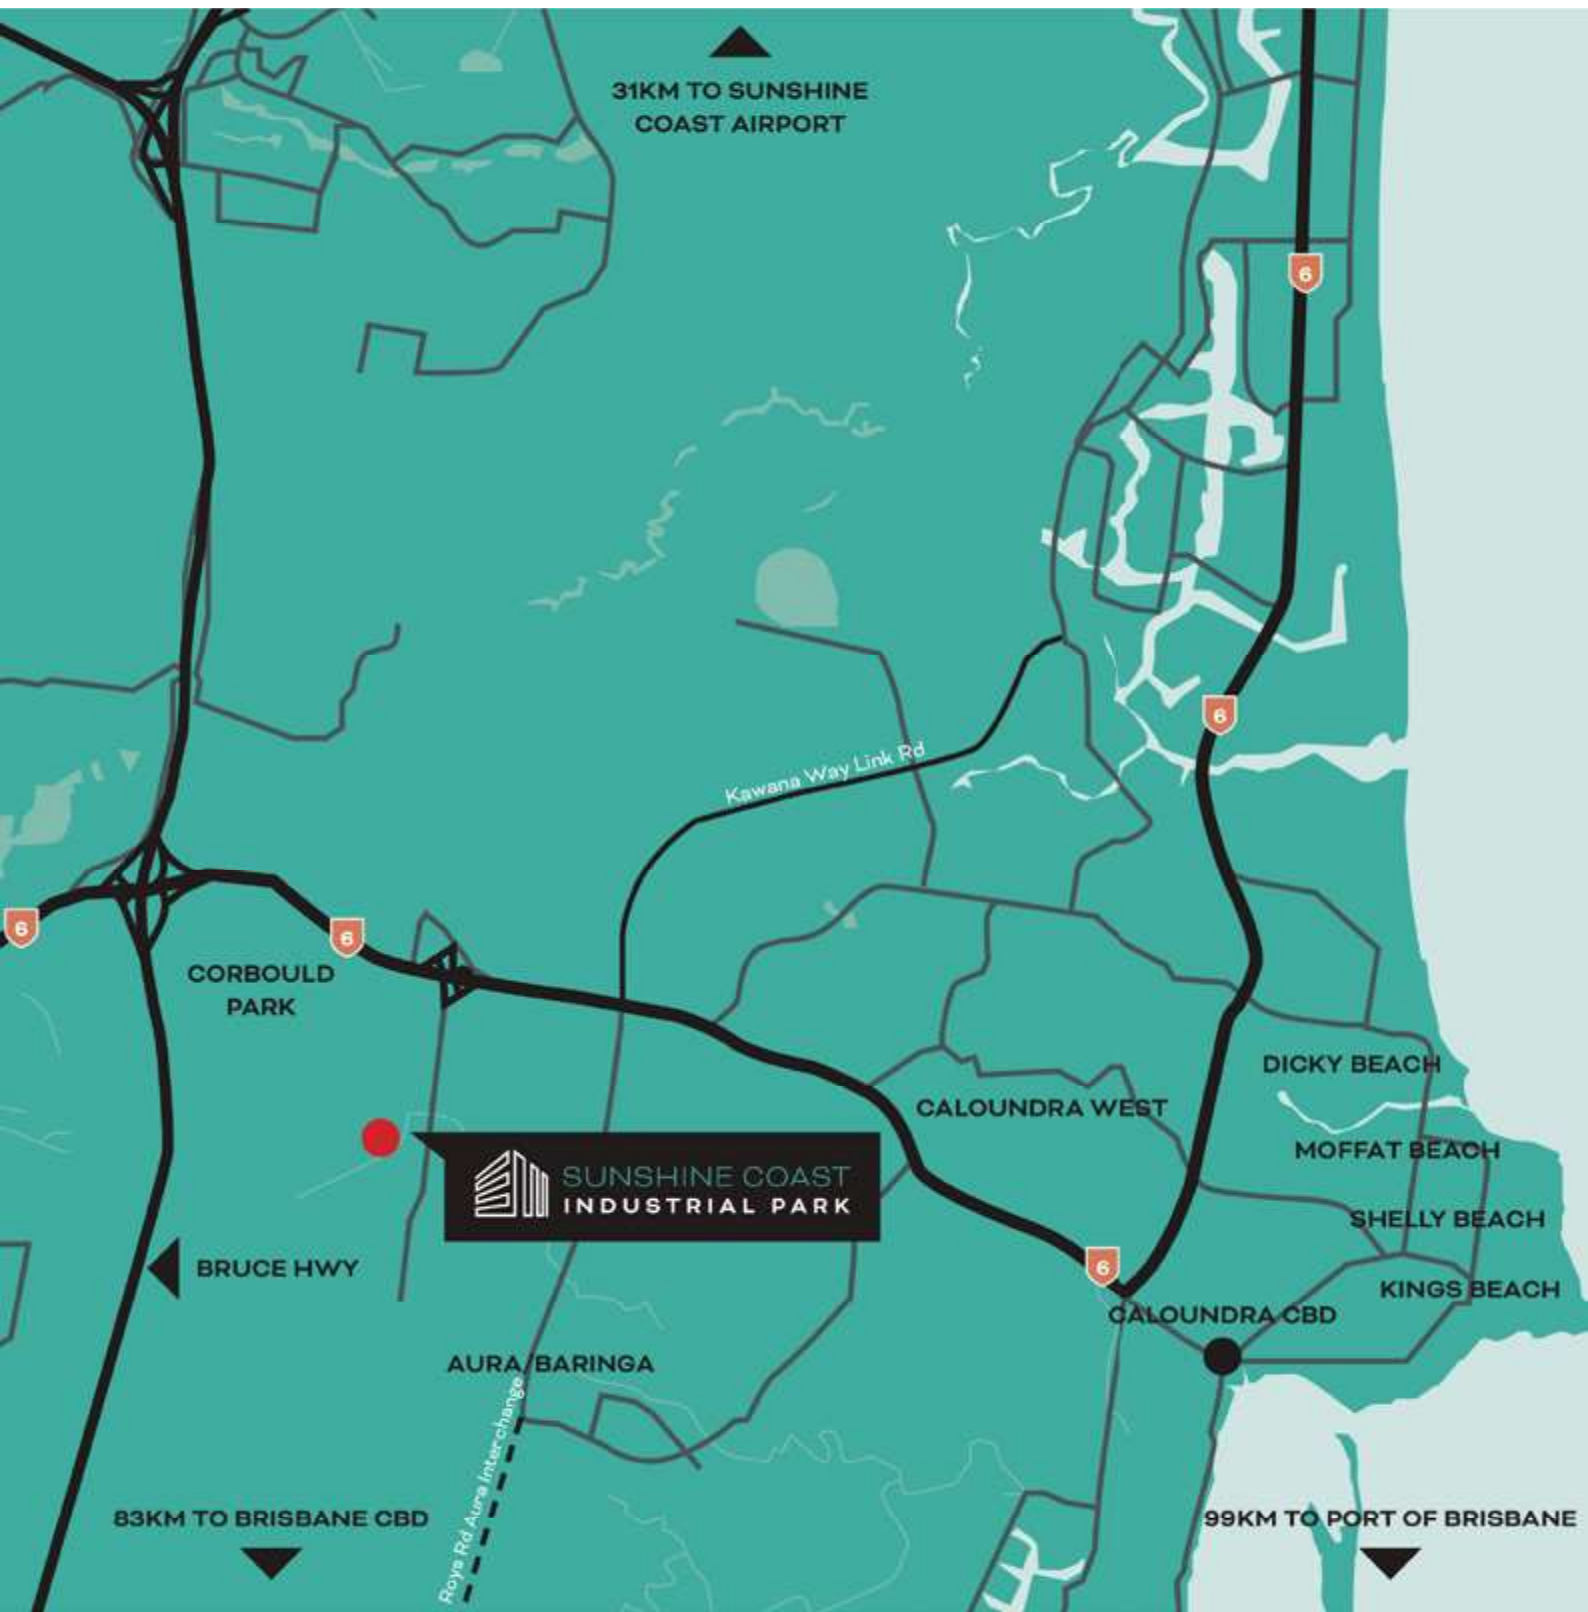 31KM TO SUNSHINE
COAST AIRPORT
6
6
Kawana Way Link Rd
6
6
CORBOULD
PARK
DICKY BEACH
CALOUNDRA WEST
MOFFAT BEACH
SUNSHINE COAST
INDUSTRIAL PARK
SHELLY BEACH
BRUCE HWY
6
KINGS BEACH
CALOUNDRA CBD
AURA/BARINGA
Roys Rd Aura Interchange
83KM TO BRISBANE CBD
99KM TO PORT OF BRISBANE